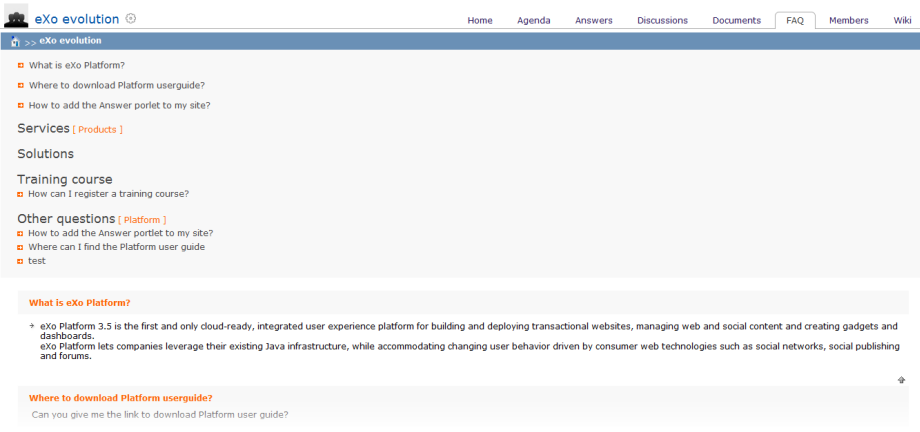 eXo evolution
Home Agenda Answers Discussions Documents FAQ Members Wiki
>> eXo evolution
What is eXo Platform?
Where to download Platform userguide?
How to add the Answer porlet to my site?
Services [ Products ]
Solutions
Training course
How can I register a training course?
Other questions [ Platform ]
How to add the Answer portlet to my site?
Where can I find the Platform user guide
test
What is eXo Platform?
eXo Platform 3.5 is the first and only cloud-ready, integrated user experience platform for building and deploying transactional websites, managing web and social content and creating gadgets and
dashboards.
eXo Platform lets companies leverage their existing Java infrastructure, while accommodating changing user behavior driven by consumer web technologies such as social networks, social publishing
and forums.
Where to download Platform userguide?
Can you give me the link to download Platform user guide?